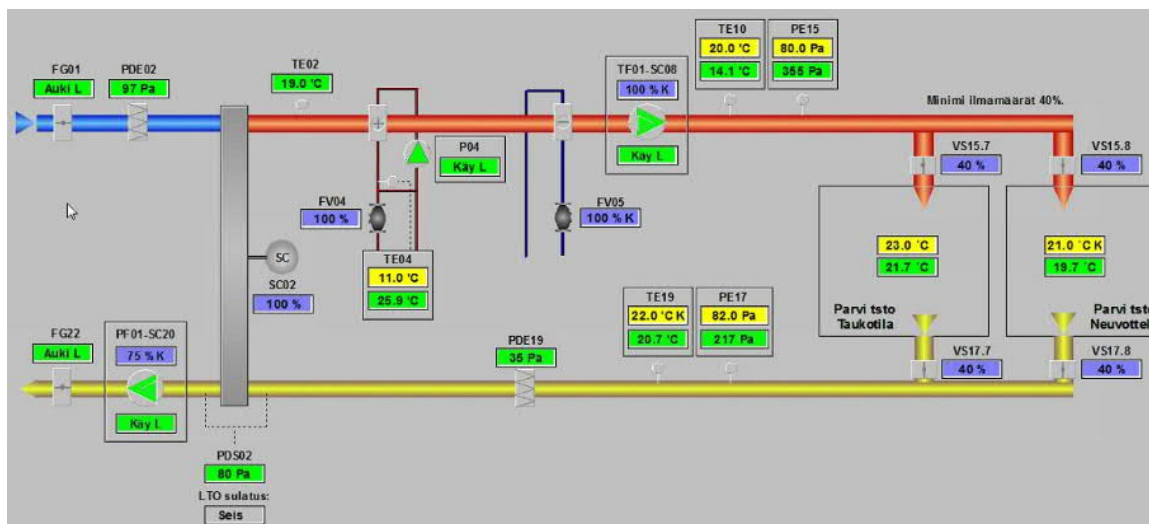 FG01
Auki L
PDE02
97 Pa
TE02
19.0 °C
P04
Käy L
FV04
100 %
TE04
11.0 °C
25.9 °C
FV05
100 % K
TF01-SC08
100 % K
Käy L
TE10
20.0 °C
14.1 °C
PE15
80.0 Pa
355 Pa
Minimi ilmamäärät 40%.
VS15.7
40 %
VS15.8
40 %
23.0 °C
21.7 °C
Parvi tsto
Taukotila
21.0 °C K
19.7 °C
Parvi tsto
Neuvottel
SC
SC02
100 %
FG22
Auki L
PF01-SC20
75 % K
Käy L
PDS02
80 Pa
LTO sulatus:
Seis
PDE19
35 Pa
TE19
22.0 °C K
20.7 °C
PE17
82.0 Pa
217 Pa
VS17.7
40 %
VS17.8
40 %